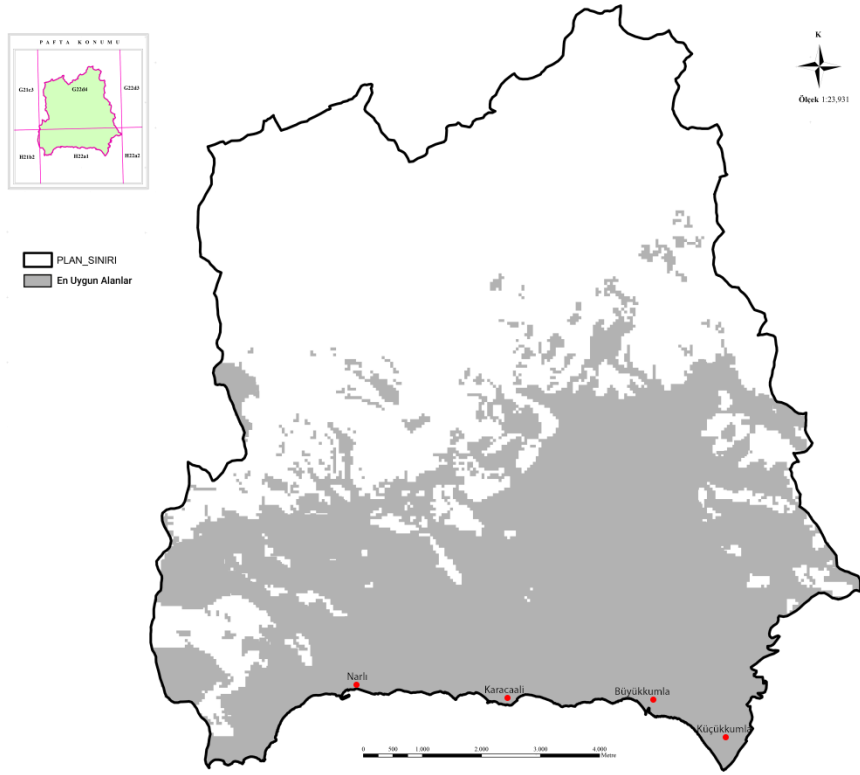 PAFTA KONUMU
G21c3
G22d4
G22d3
H21b2
H22a1
H22a2
K
Ölçek 1:23,931
PLAN_SINIRI
En Uygun Alanlar
Narlı
Karacaali
Büyükkumla
Küçükkumla
0 500 1.000 2.000 3.000 4.000
Metre